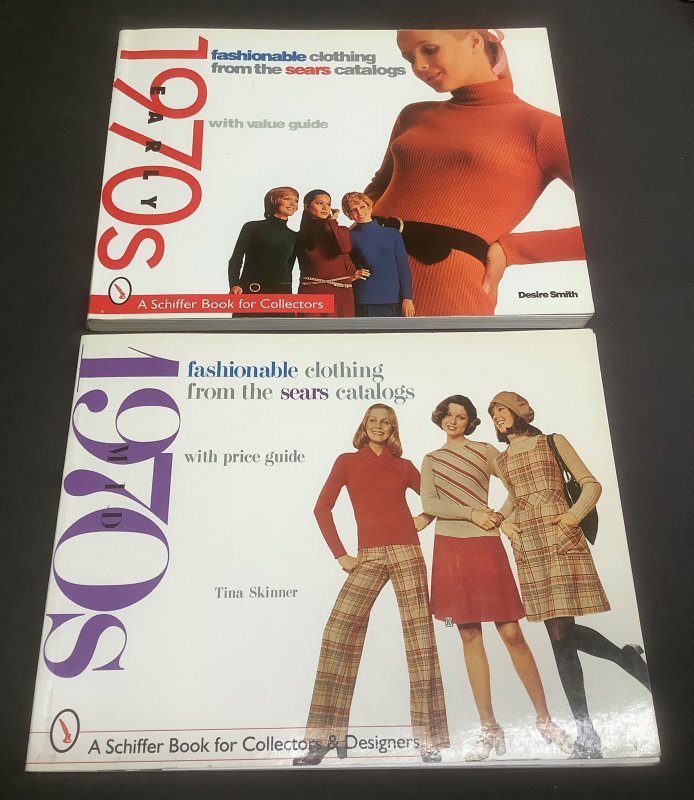 1970s
EARLY
fashionable clothing
from the sears catalogs
with value guide
Desire Smith
A Schiffer Book for Collectors
1970s
MID
fashionable clothing
from the sears catalogs
with price guide
Tina Skinner
A Schiffer Book for Collectors & Designers